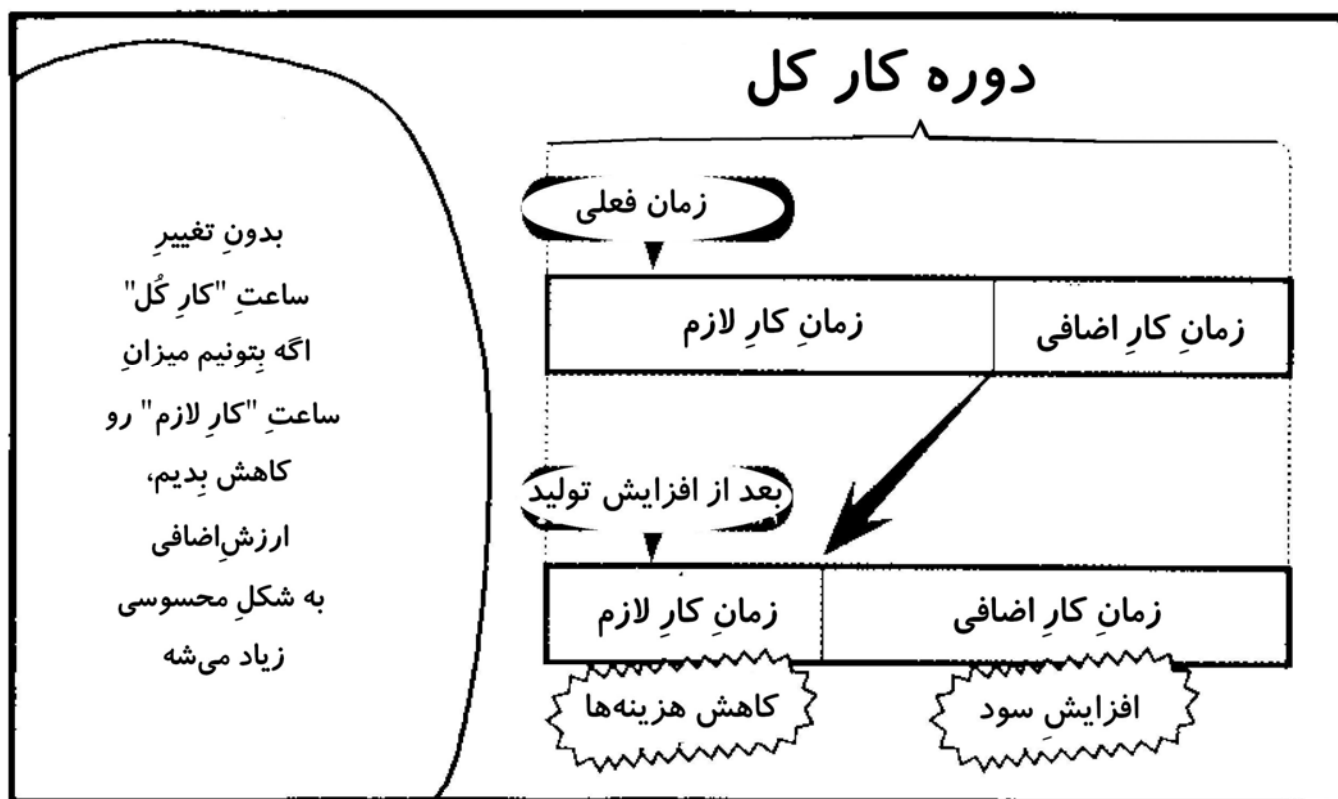 دوره کار کل
زمان فعلی
زمانِ کارِ لازم
زمانِ کارِ اضافی
بعد از افزایش تولید
زمانِ کارِ لازم
زمانِ کارِ اضافی
کاهش هزینه‌ها
افزایشِ سود
بدونِ تغییرِ
ساعتِ "کارِ کُل"
اگه بِتونیم میزانِ
ساعتِ "کارِ لازم" رو
کاهش بِدیم،
ارزشِ‌اضافی
به شکلِ محسوسی
زیاد می‌شه